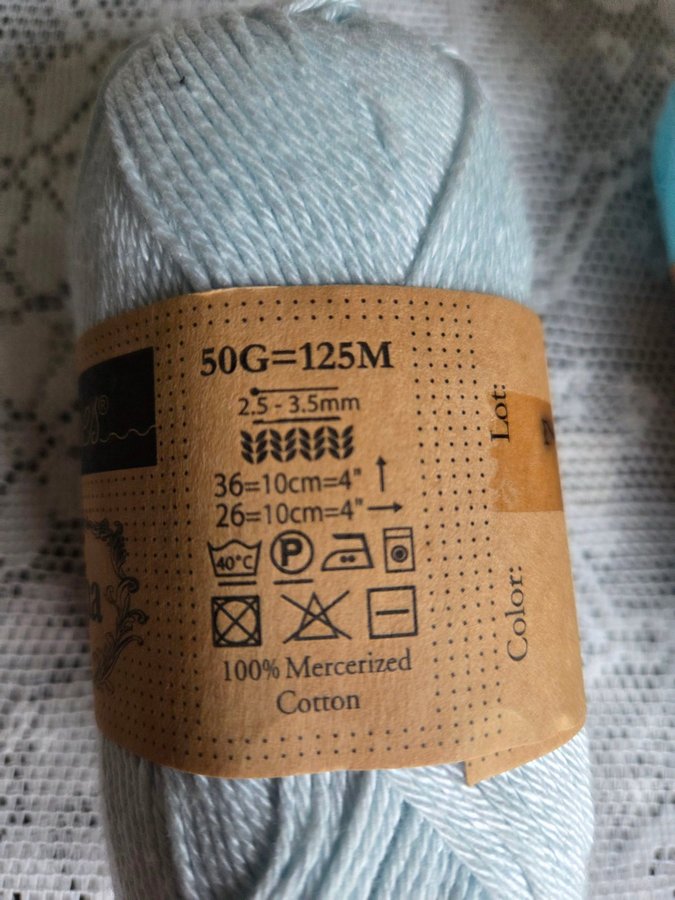 50G=125M
2.5 - 3.5mm
36=10cm=4"
26=10cm=4"
40°C
P
100% Mercerized
Cotton
Lot:
Color: